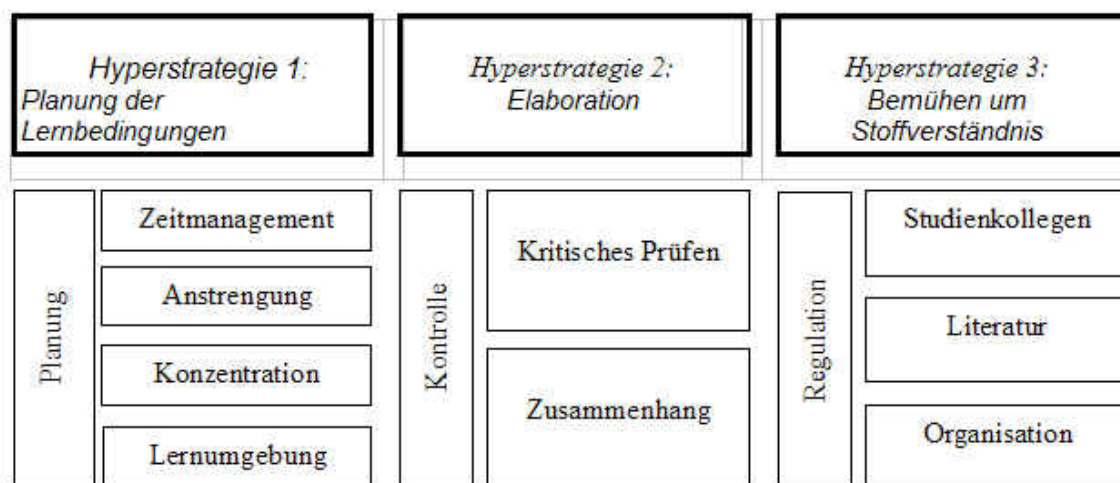 Hyperstrategie 1:
Planung der
Lernbedingungen
Hyperstrategie 2:
Elaboration
Hyperstrategie 3:
Bemühen um
Stoffverständnis
Planung
Zeitmanagement
Anstrengung
Konzentration
Lernumgebung
Kontrolle
Kritisches Prüfen
Zusammenhang
Regulation
Studienkollegen
Literatur
Organisation